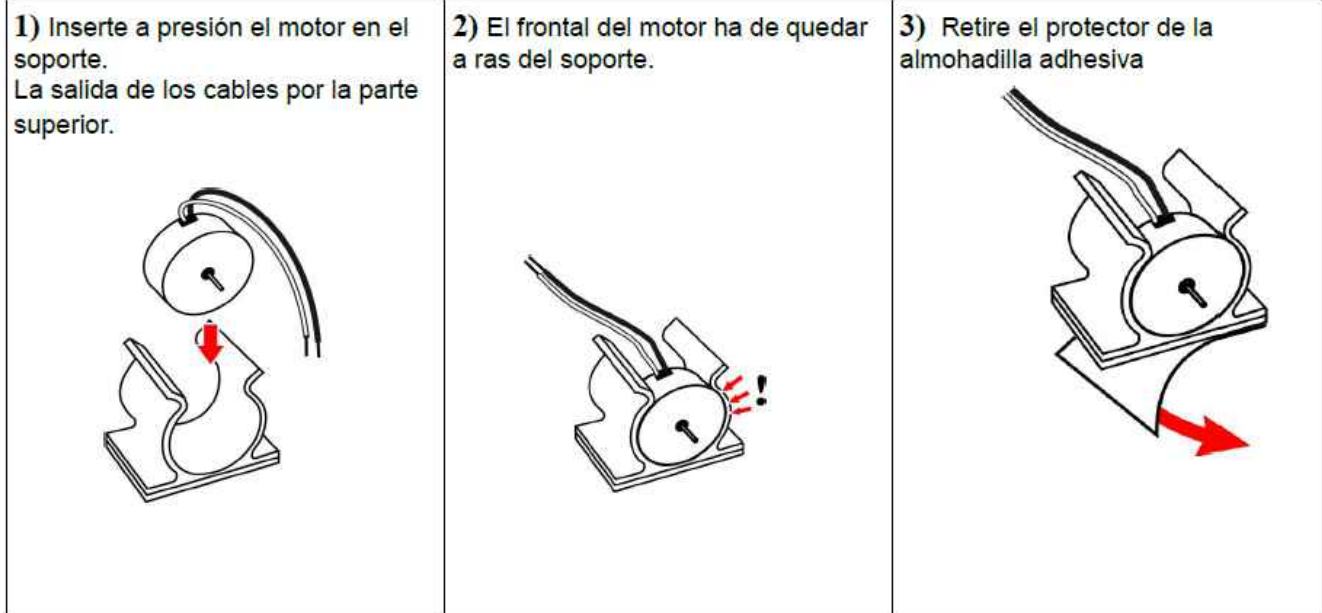 1) Inserte a presión el motor en el
soporte.
La salida de los cables por la parte
superior.
2) El frontal del motor ha de quedar
a ras del soporte.
!
3) Retire el protector de la
almohadilla adhesiva